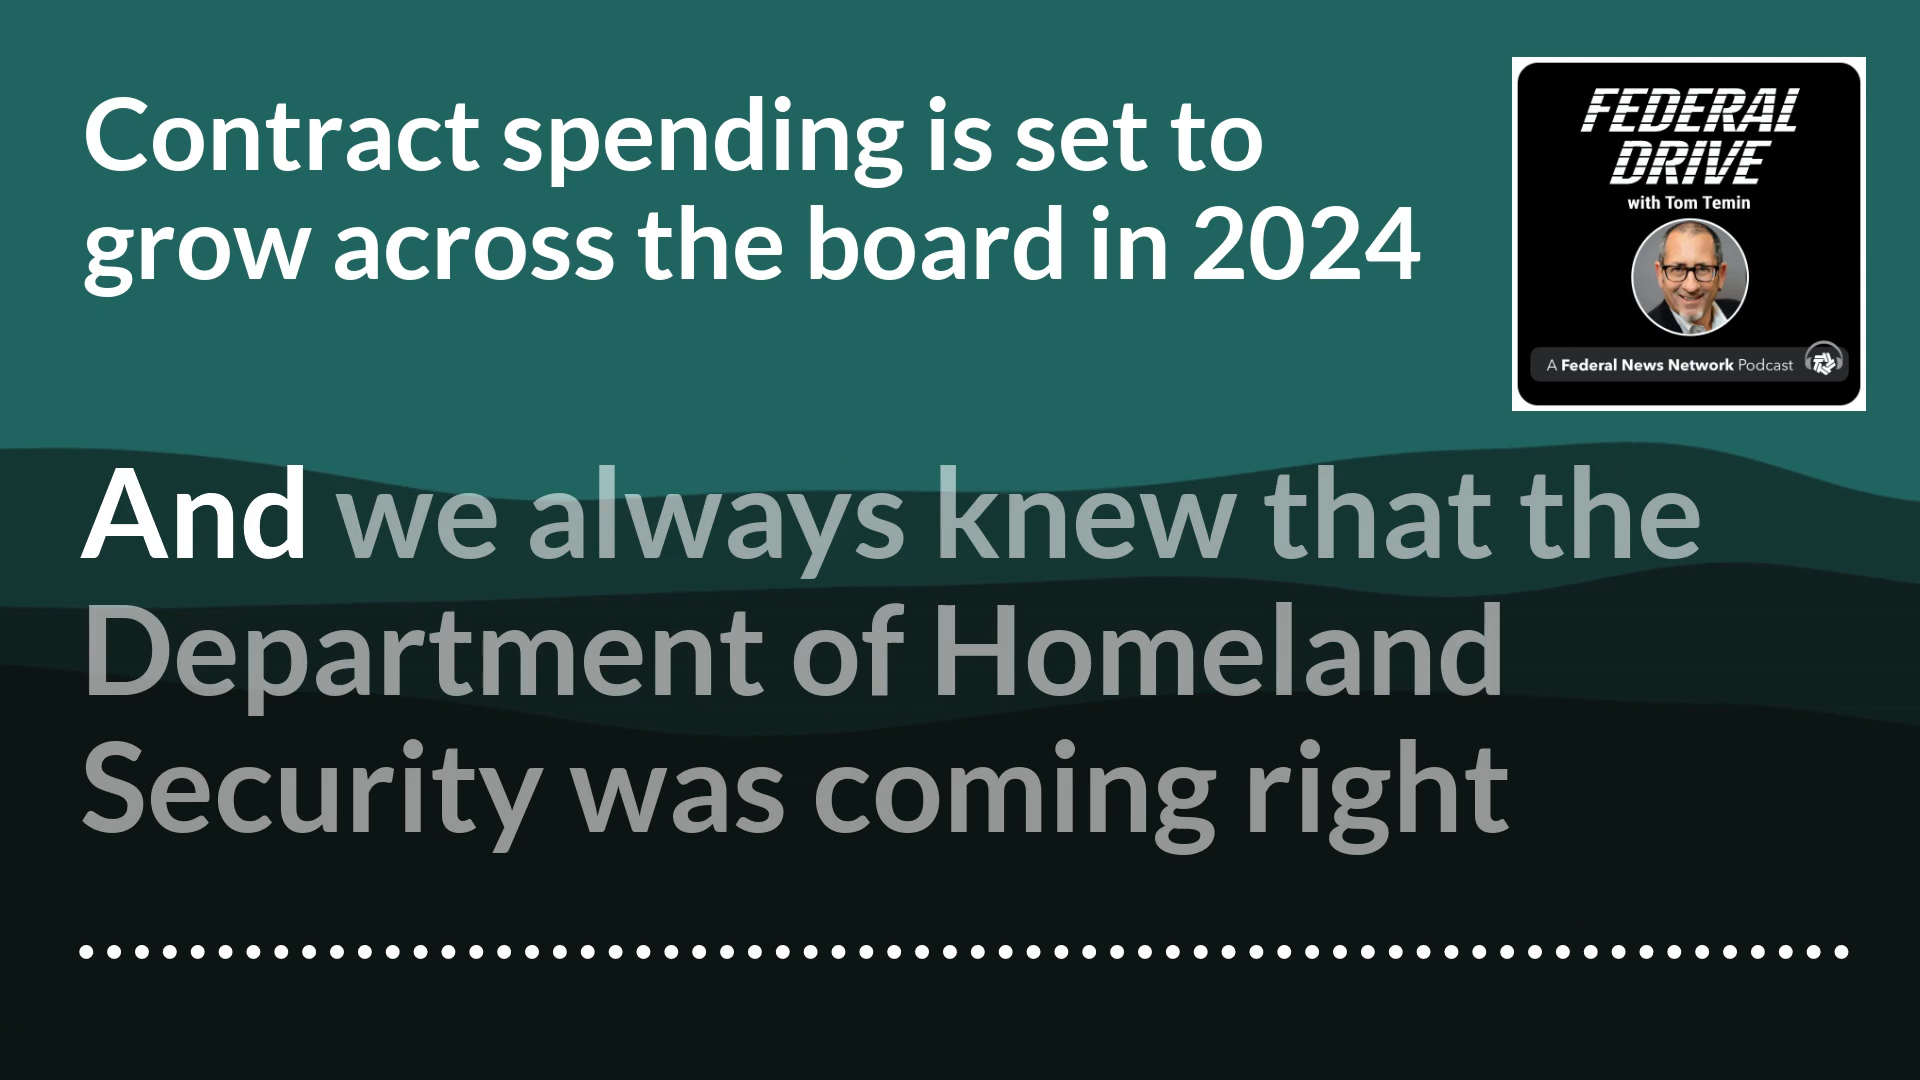 Contract spending is set to
grow across the board in 2024
FEDERAL
DRIVE
with Tom Temin
A Federal News Network Podcast
And we always knew that the
Department of Homeland
Security was coming right